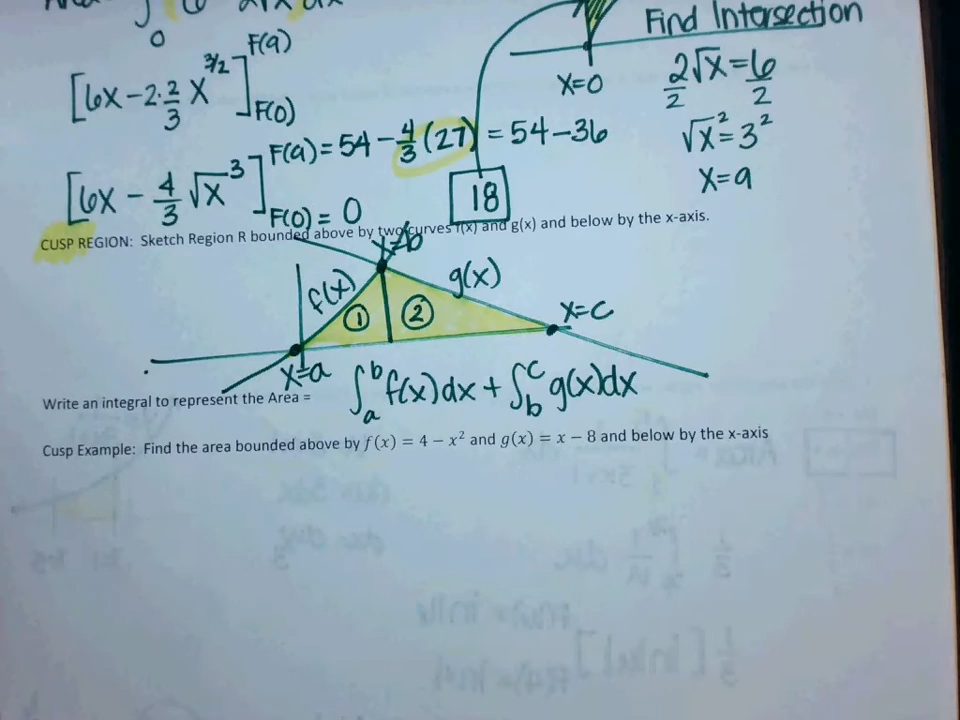 0
Find Intersection
[6x - 2·2/3 x^3/2] F(9) F(0)
x=0
2√x = 6
2 2
√x² = 3²
x=9
[6x - 4/3 √x³] F(9) = 54 - 4/3 (27) = 54 - 36
F(0) = 0
18
CUSP REGION: Sketch Region R bounded above by two curves f(x) and g(x) and below by the x-axis.
x=b
f(x)
g(x)
① ②
x=c
x=a
Write an integral to represent the Area = ∫ₐᵇ f(x)dx + ∫_b^c g(x)dx
Cusp Example: Find the area bounded above by f(x) = 4 − x² and g(x) = x − 8 and below by the x-axis